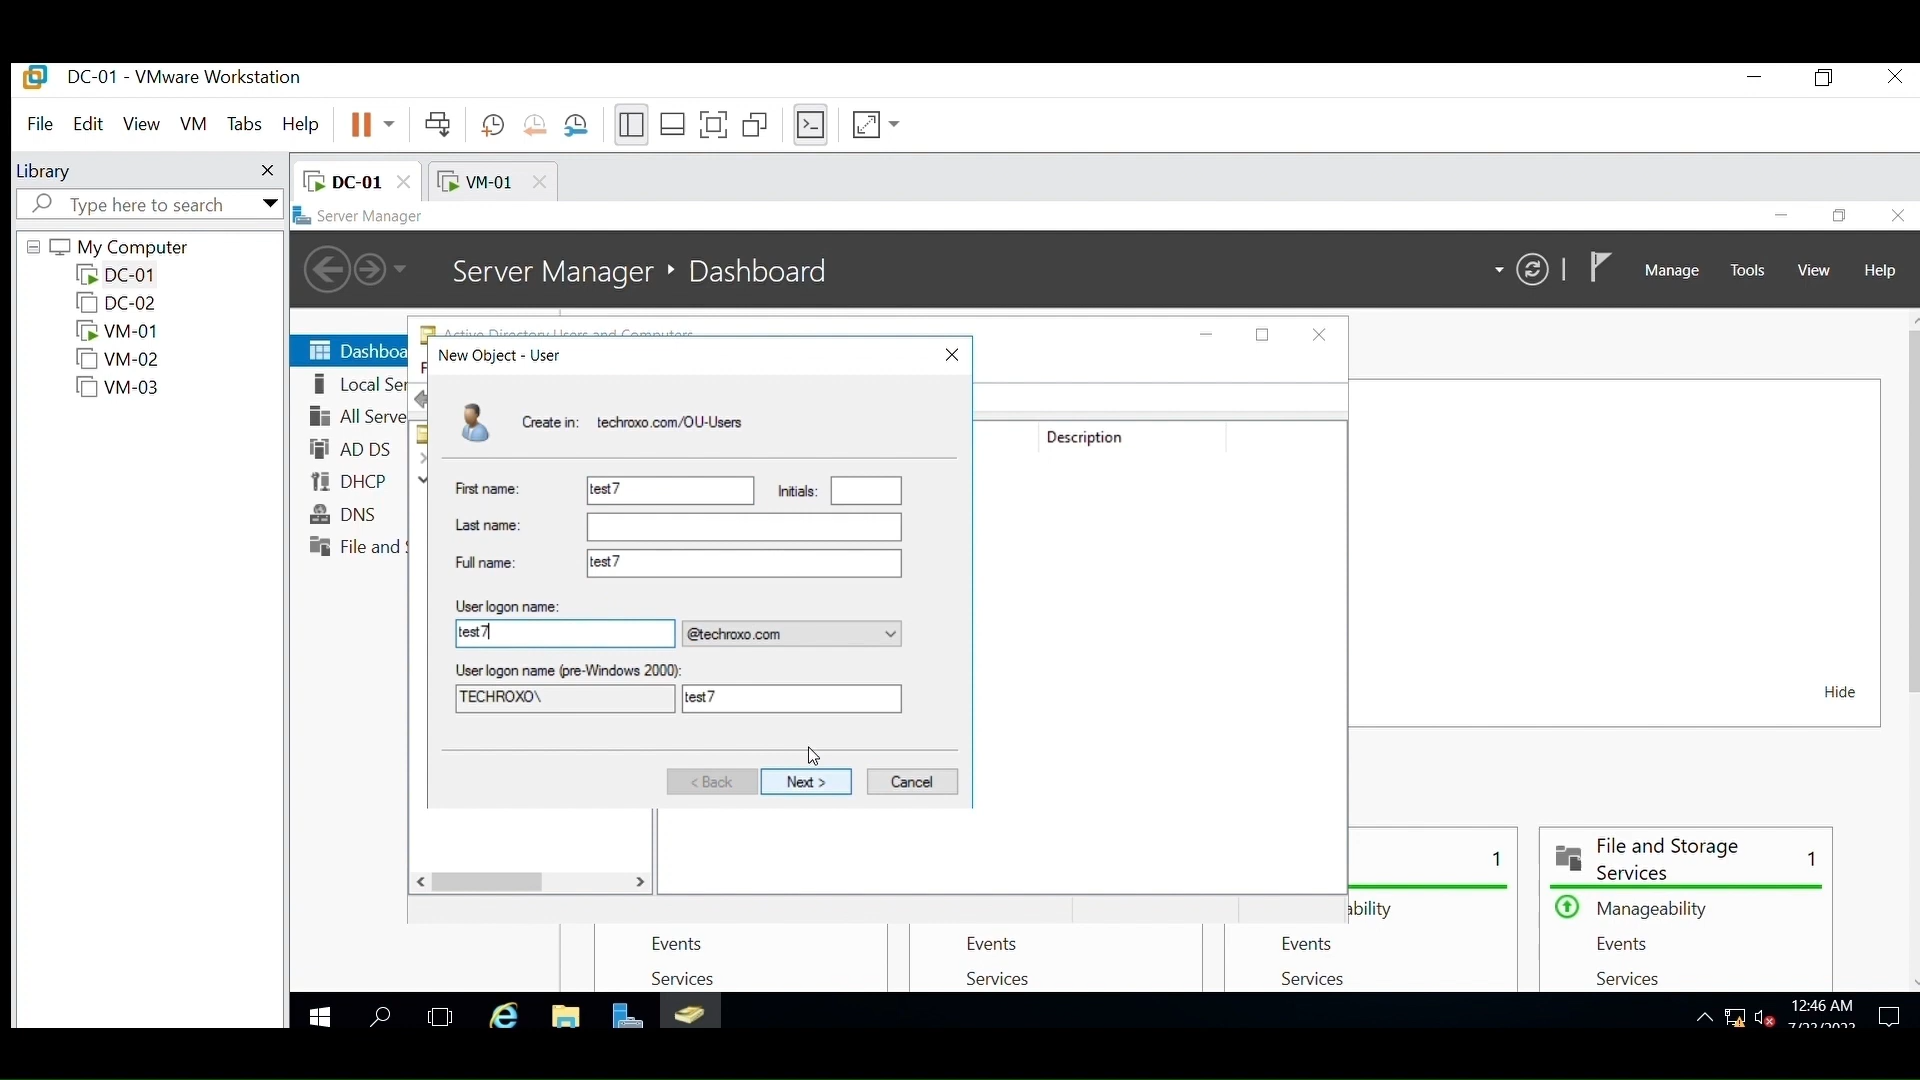 DC-01 - VMware Workstation
File Edit View VM Tabs Help
Library
Type here to search
My Computer
DC-01
DC-02
VM-01
VM-02
VM-03
DC-01 VM-01
Server Manager
Server Manager Dashboard
Manage Tools View Help
Dashboa
Local Ser
All Serve
AD DS
DHCP
DNS
File and
Active Directory Users and Computers
New Object - User
Create in: techroxo.com/OU-Users
First name: test7 Initials:
Last name:
Full name: test7
User logon name:
test7 @techroxo.com
User logon name (pre-Windows 2000):
TECHROXO\ test7
< Back Next > Cancel
Description
Hide
1
ability
File and Storage
Services
1
Manageability
Events Events Events Events
Services Services Services Services
12:46 AM